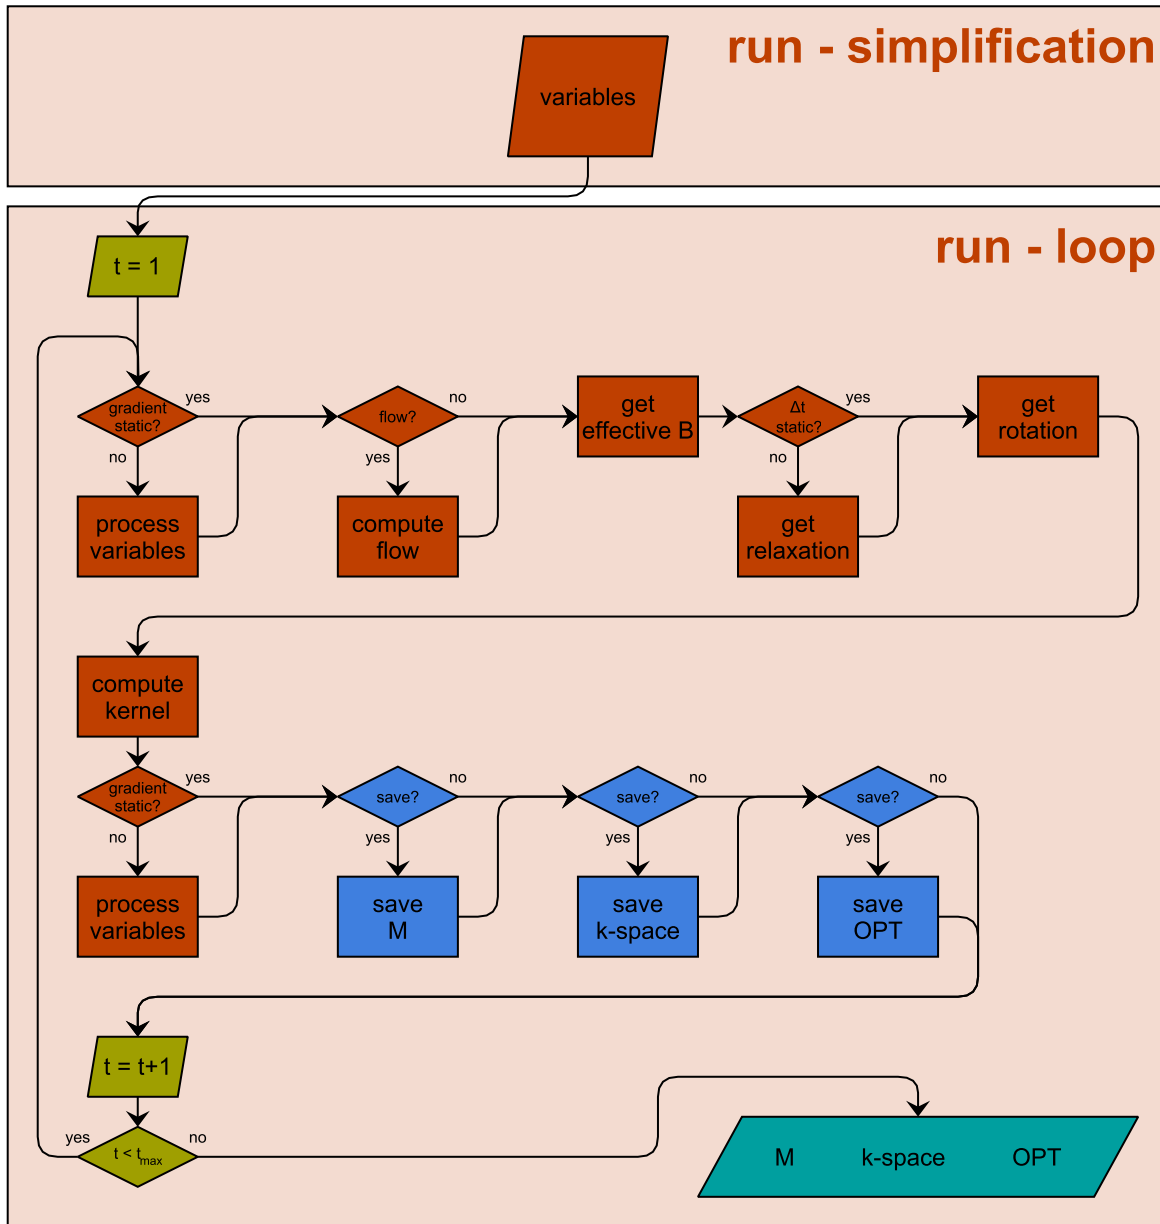 run - simplification
variables
run - loop
t = 1
gradient
static?
yes
no
process
variables
flow?
no
yes
compute
flow
get
effective B
Δt
static?
yes
no
get
relaxation
get
rotation
compute
kernel
gradient
static?
yes
no
process
variables
save?
no
yes
save
M
save?
no
yes
save
k-space
save?
no
yes
save
OPT
t = t+1
t < tmax
yes
no
M k-space OPT